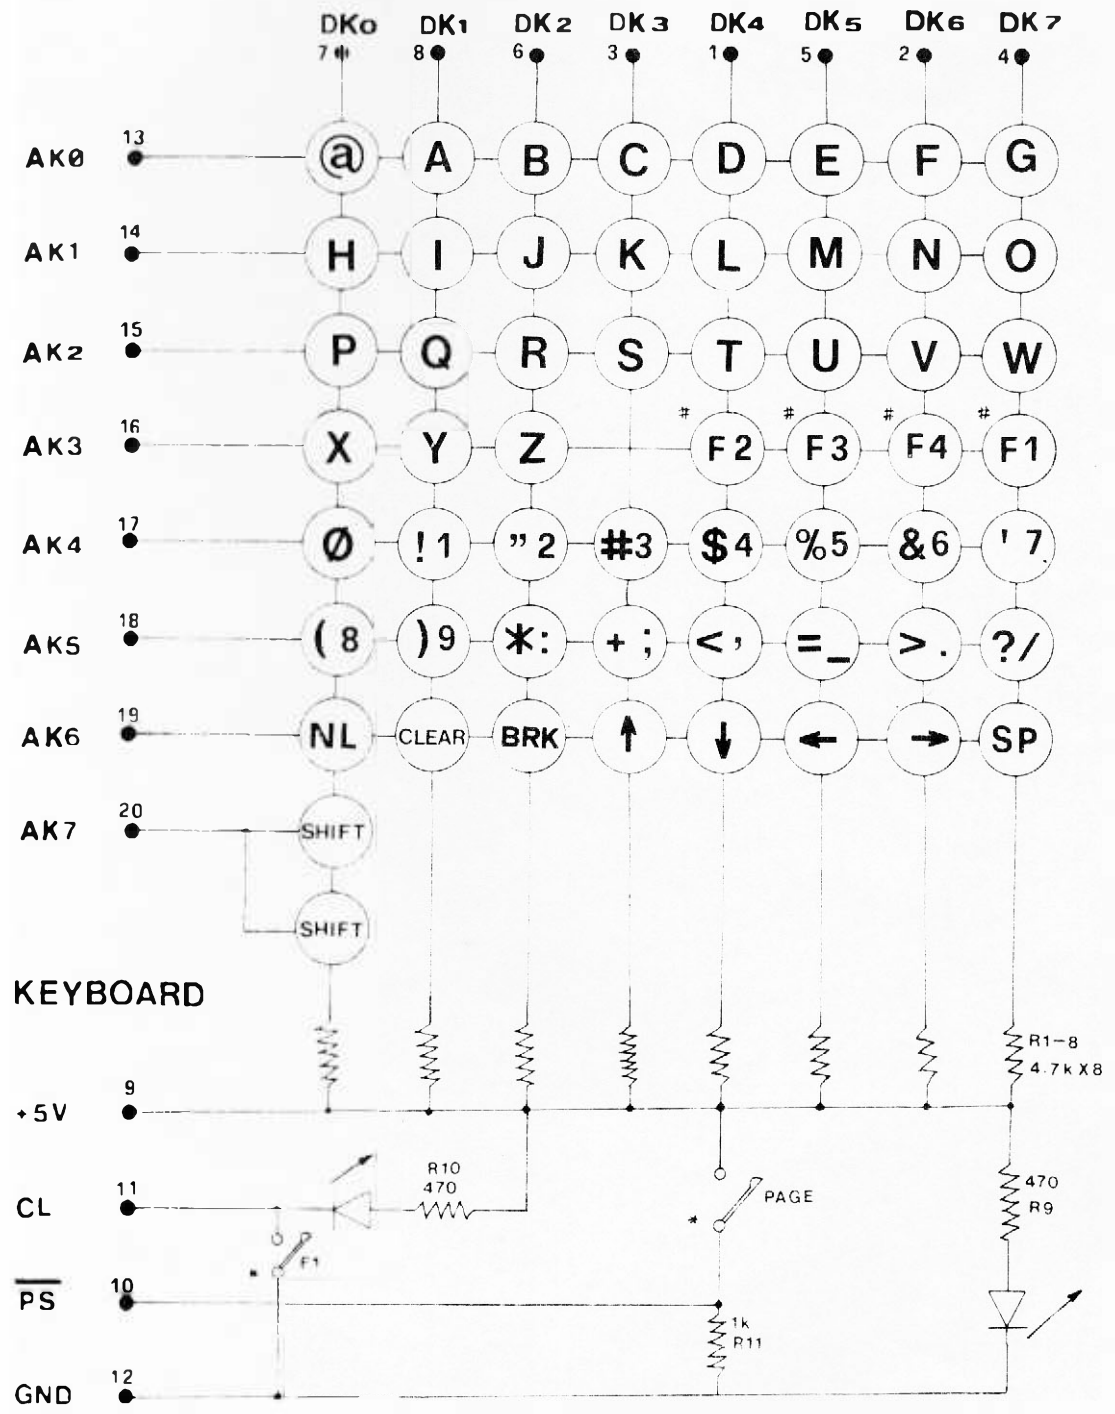 DK0 DK1 DK2 DK3 DK4 DK5 DK6 DK7
7 8 6 3 1 5 2 4
AK0 13 @ A B C D E F G
AK1 14 H I J K L M N O
AK2 15 P Q R S T U V W
# # # #
AK3 16 X Y Z F2 F3 F4 F1
AK4 17 Ø !1 "2 #3 $4 %5 &6 '7
AK5 18 (8 )9 *: +; <, =_ >. ?/
AK6 19 NL CLEAR BRK ↑ ↓ ← → SP
AK7 20 SHIFT
SHIFT
KEYBOARD
R1-8
4.7k X8
+5V 9
R10
470
470
R9
CL 11
PAGE
*
F1
*
PS 10
1k
R11
GND 12